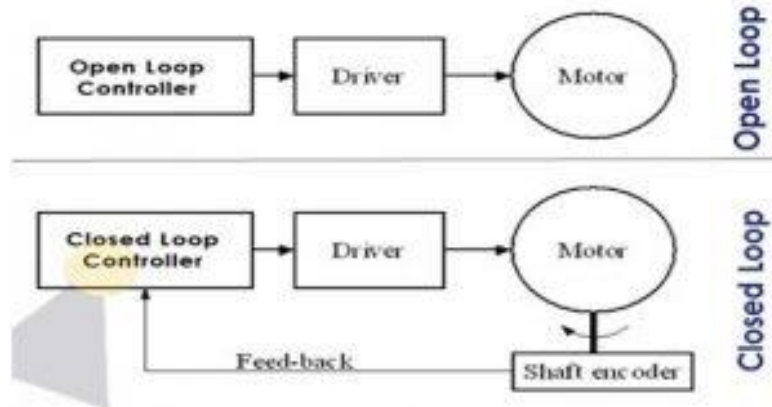 Open Loop
Controller
Driver
Motor
Open Loop
Closed Loop
Controller
Driver
Motor
Closed Loop
Feed-back
Shaft encoder